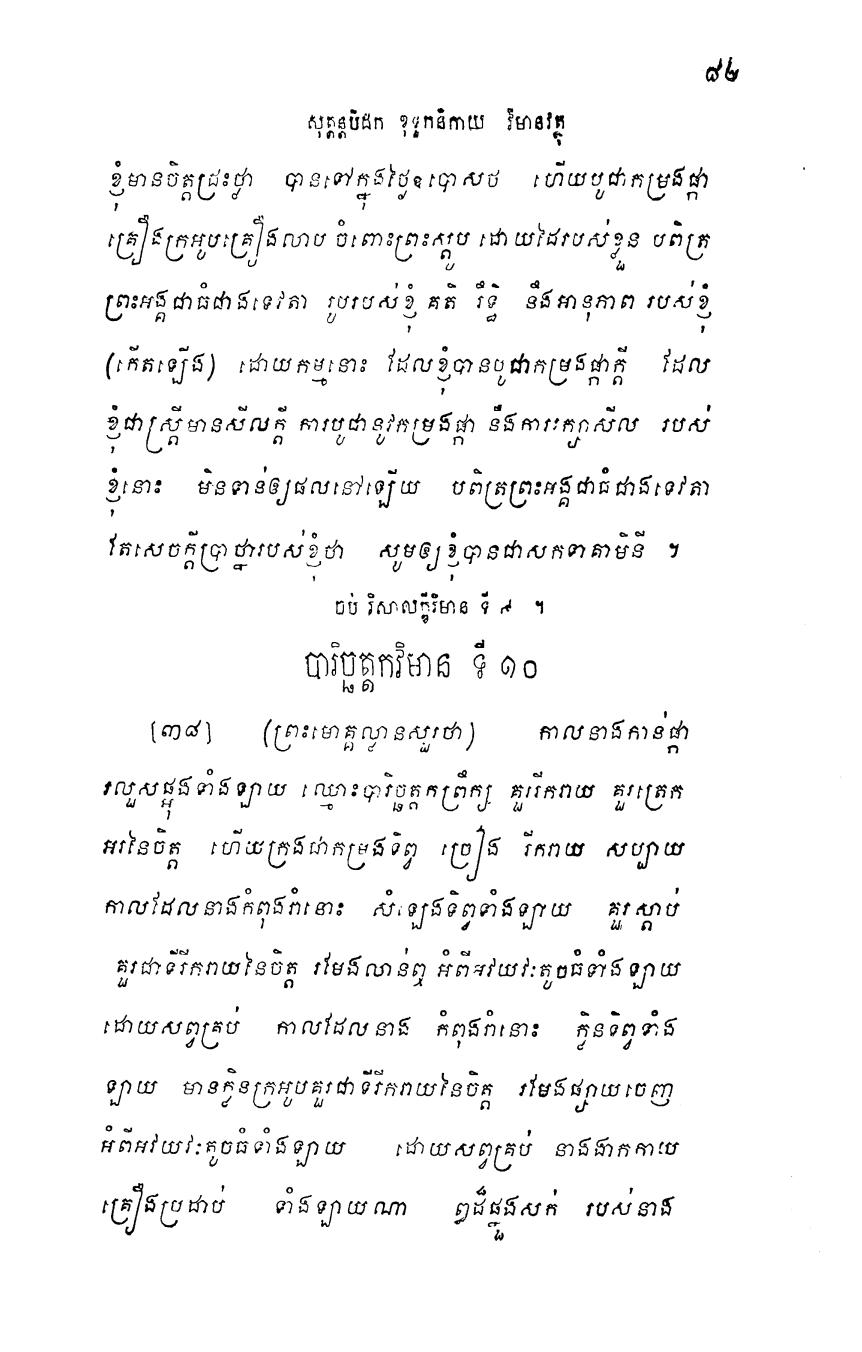 ៨៤
សុត្តន្តបិដក ខុទ្ទកនិកាយ វិមានវត្ថុ
ខ្ញុំមានចិត្តជ្រះថ្លា បានទៅក្នុងថ្ងៃឧបោសថ ហើយបូជាកម្រងផ្កា
គ្រឿងក្រអូបគ្រឿងលាប ចំពោះព្រះស្តូប ដោយដៃរបស់ខ្លួន បពិត្រ
ព្រះអង្គជាធំជាងទេវតា រូបរបស់ខ្ញុំ គតិ រឹទ្ធិ នឹងអានុភាព របស់ខ្ញុំ
(កើតឡើង) ដោយកម្មនោះ ដែលខ្ញុំបានបូជាកម្រងផ្កាក្តី ដែល
ខ្ញុំជាស្ត្រីមានសីលក្តី ការបូជានូវកម្រងផ្កា នឹងការរក្សាសីល របស់
ខ្ញុំនោះ មិនទាន់ឲ្យផលនៅឡើយ បពិត្រព្រះអង្គជាធំជាងទេវតា
តែសេចក្តីប្រាថ្នារបស់ខ្ញុំថា សូមឲ្យខ្ញុំបានជាសកទាគាមិនី ។
ចប់ វិសាលក្ខីវិមាន ទី ៩ ។
បារិច្ឆត្តកវិមាន ទី ១០
[៣៨] (ព្រះមោគ្គល្លានសួរថា) កាលនាងកាន់ផ្កា
រលួសផ្អុងទាំងឡាយ ឈ្មោះបារិច្ឆត្តកព្រឹក្ស គួររីករាយ គួរត្រេក
អរនៃចិត្ត ហើយក្រងជាកម្រងទិព្វ ច្រៀង រីករាយ សប្បាយ
កាលដែលនាងកំពុងរាំនោះ សំឡេងទិព្វទាំងឡាយ គួរស្តាប់
គួរជាទីរីករាយនៃចិត្ត រមែងលាន់ឮ អំពីអវយវៈតូចធំទាំងឡាយ
ដោយសព្វគ្រប់ កាលដែលនាង កំពុងរាំនោះ ក្លិនទិព្វទាំង
ឡាយ មានក្លិនក្រអូបគួរជាទីរីករាយនៃចិត្ត រមែងផ្សាយចេញ
អំពីអវយវៈតូចធំទាំងឡាយ ដោយសព្វគ្រប់ នាងងាកកាយ
គ្រឿងប្រដាប់ ទាំងឡាយណា ឰដ៏ផ្នួងសក់ របស់នាង